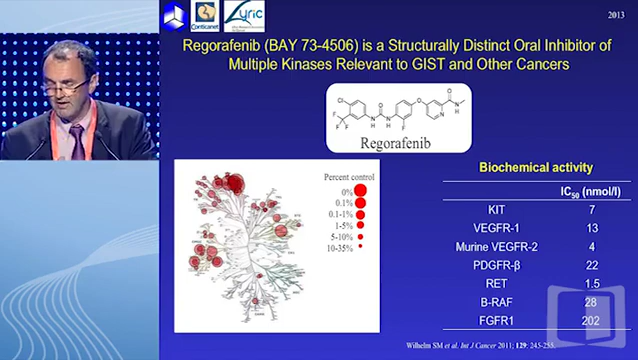 Conticanet
Lyric
2013
Regorafenib (BAY 73-4506) is a Structurally Distinct Oral Inhibitor of
Multiple Kinases Relevant to GIST and Other Cancers
Cl
F
F
F
N
H
O
N
H
F
O
O
N
H
N
Regorafenib
Percent control
0%
0.1%
0.1-1%
1-5%
5-10%
10-35%
Biochemical activity
IC50 (nmol/l)
KIT 7
VEGFR-1 13
Murine VEGFR-2 4
PDGFR-β 22
RET 1.5
B-RAF 28
FGFR1 202
Wilhelm SM et al. Int J Cancer 2011; 129: 245-255.